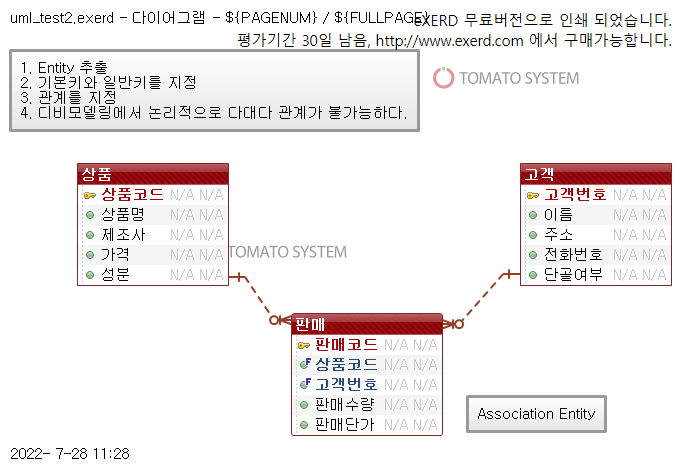 uml_test2.exerd - 다이어그램 - ${PAGENUM} / ${FULLPAGE}
eXERD 무료버전으로 인쇄 되었습니다.
평가기간 30일 남음, http://www.exerd.com 에서 구매가능합니다.
1. Entity 추출
2. 기본키와 일반키를 지정
3. 관계를 지정
4. 디비모델링에서 논리적으로 다대다 관계가 불가능하다.
TOMATO SYSTEM
상품
상품코드 N/A N/A
상품명 N/A N/A
제조사 N/A N/A
가격 N/A N/A
성분 N/A N/A
고객
고객번호 N/A N/A
이름 N/A N/A
주소 N/A N/A
전화번호 N/A N/A
단골여부 N/A N/A
TOMATO SYSTEM
판매
판매코드 N/A N/A
F 상품코드 N/A N/A
F 고객번호 N/A N/A
판매수량 N/A N/A
판매단가 N/A N/A
Association Entity
2022- 7-28 11:28